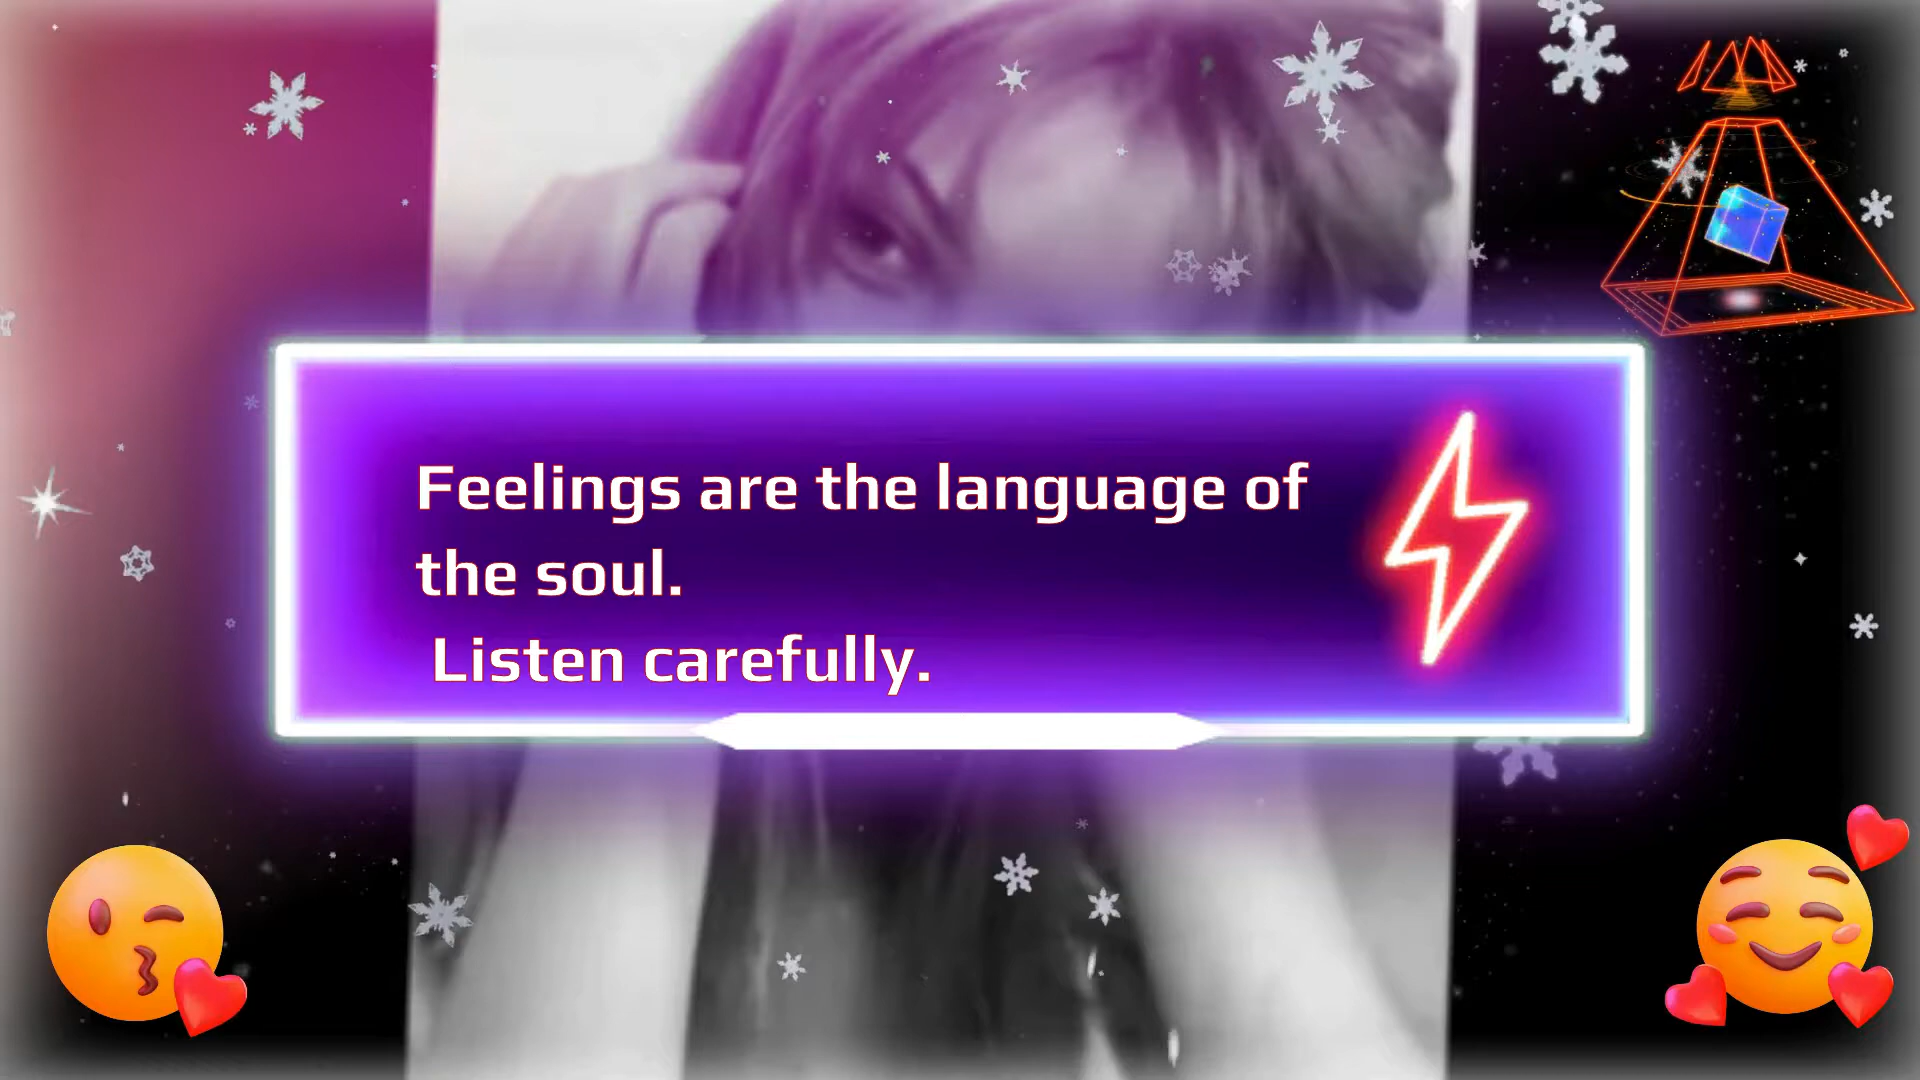 Feelings are the language of
the soul.
Listen carefully.